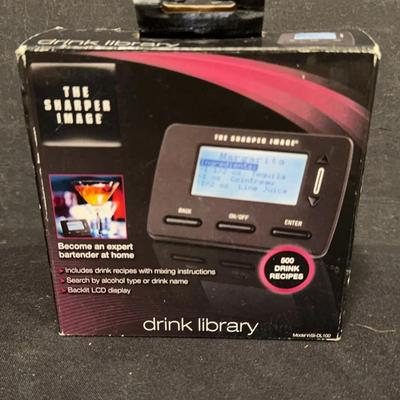 drink library
THE
SHARPER
IMAGE®
THE SHARPER IMAGE®
Margarita
Ingredients:
1 1/2 oz. Tequila
1 oz. Cointreau
1/2 oz. Lime Juice
BACK
ON/OFF
ENTER
Become an expert
bartender at home
• Includes drink recipes with mixing instructions
• Search by alcohol type or drink name
• Backlit LCD display
500
DRINK
RECIPES
drink library